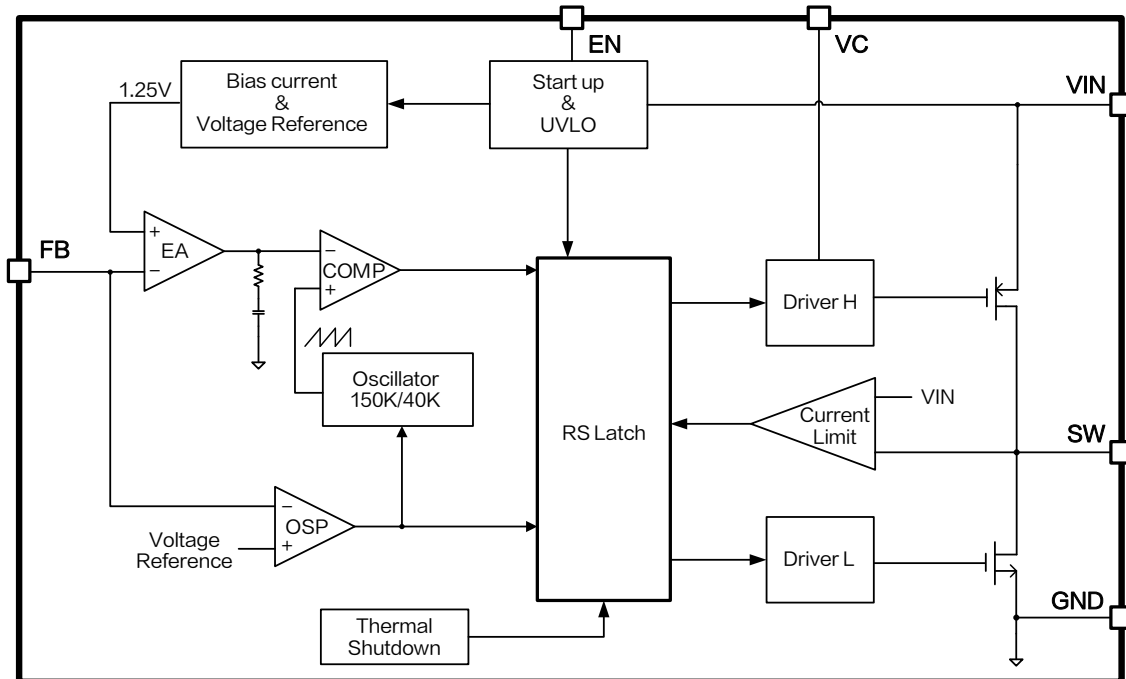 EN
VC
VIN
1.25V
Bias current
&
Voltage Reference
Start up
&
UVLO
FB
+
EA
−
−
COMP
+
Oscillator
150K/40K
RS Latch
Driver H
VIN
Current
Limit
SW
−
OSP
+
Voltage
Reference
Driver L
GND
Thermal
Shutdown